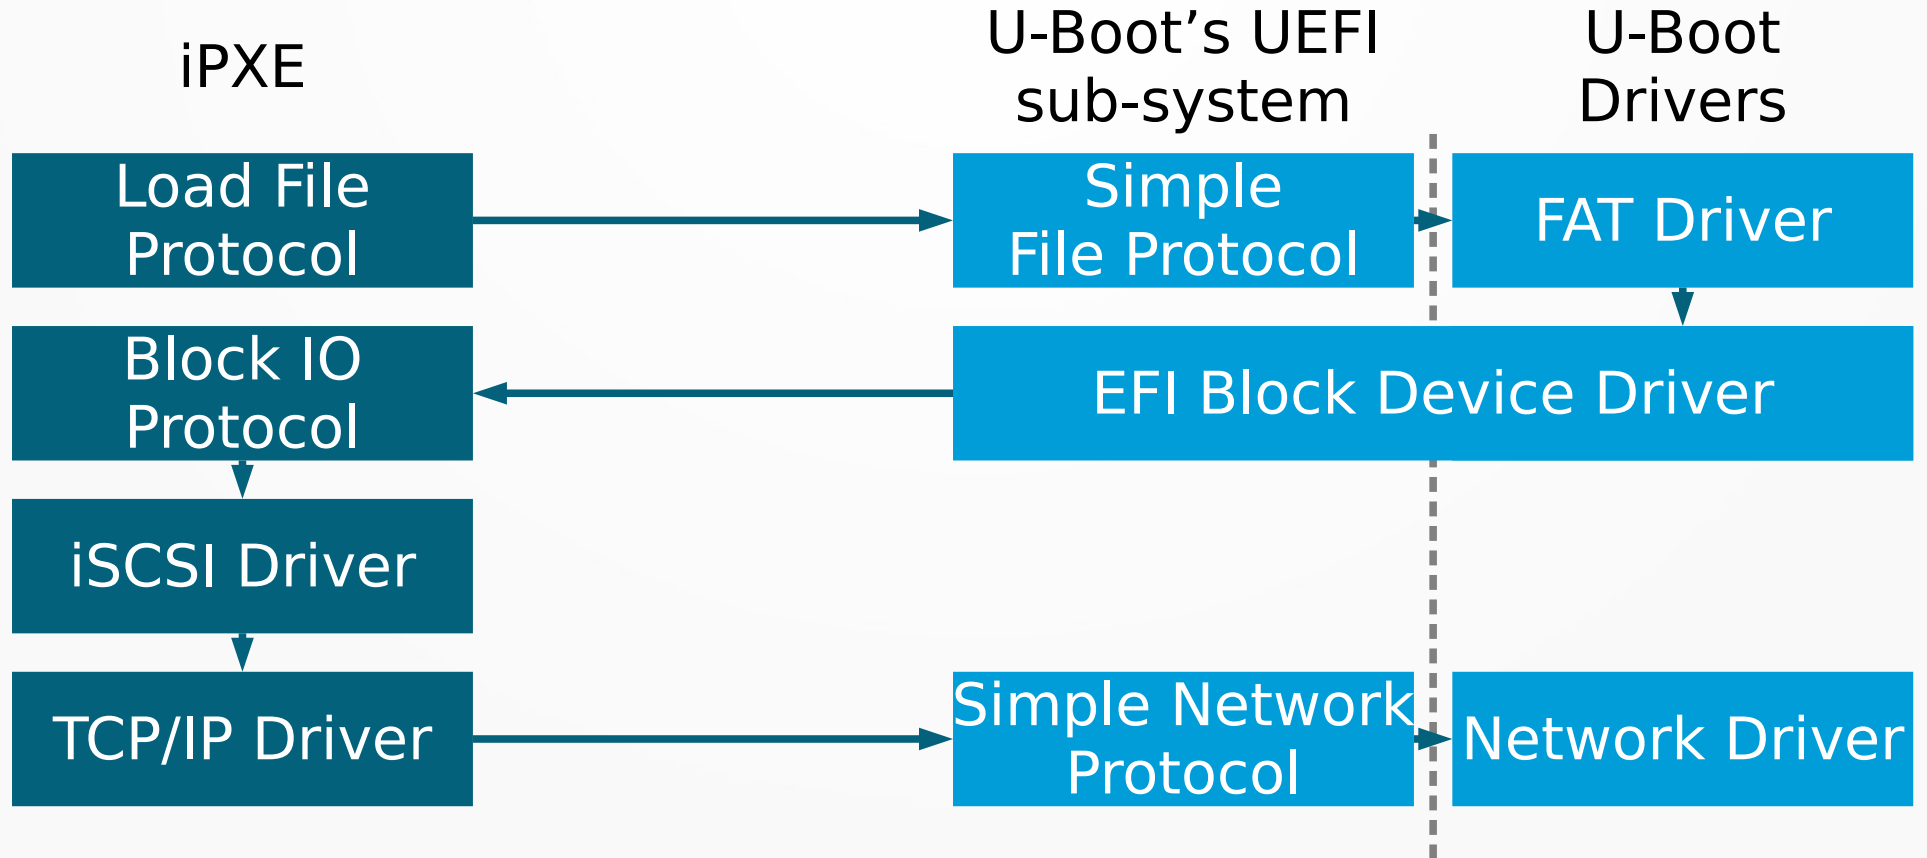 iPXE
U-Boot’s UEFI
sub-system
U-Boot
Drivers
Load File
Protocol
Simple
File Protocol
FAT Driver
Block IO
Protocol
EFI Block Device Driver
iSCSI Driver
TCP/IP Driver
Simple Network
Protocol
Network Driver